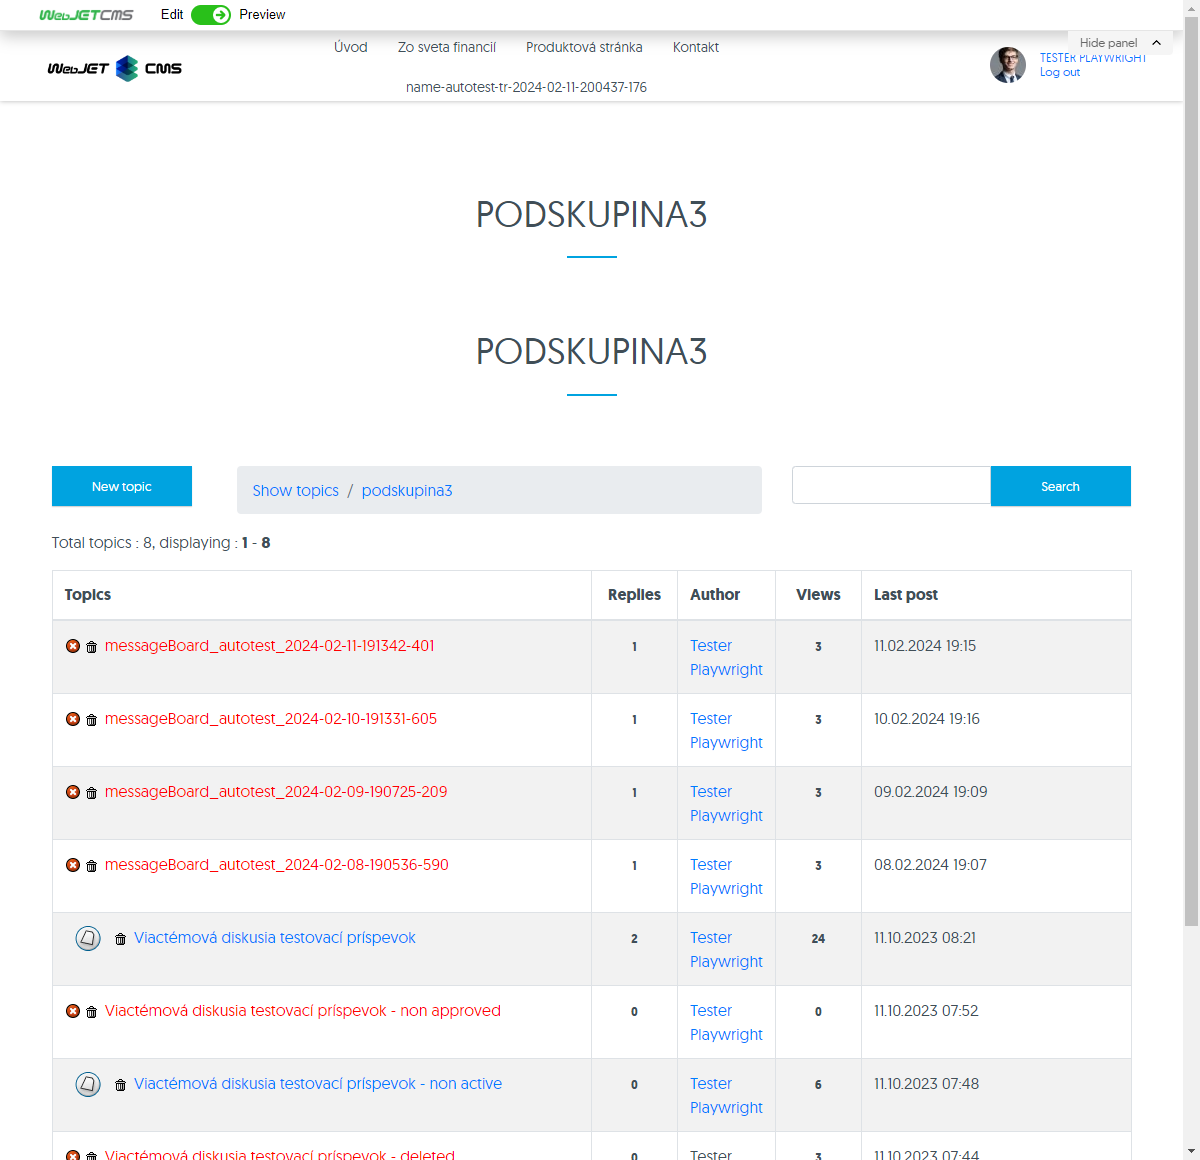 WebJETCMS Edit Preview
Hide panel
Úvod Zo sveta financií Produktová stránka Kontakt
TESTER PLAYWRIGHT
WebJET CMS
Log out
name-autotest-tr-2024-02-11-200437-176
PODSKUPINA3
PODSKUPINA3
New topic Show topics / podskupina3 Search
Total topics : 8, displaying : 1 - 8
Topics Replies Author Views Last post
messageBoard_autotest_2024-02-11-191342-401 1 Tester Playwright 3 11.02.2024 19:15
messageBoard_autotest_2024-02-10-191331-605 1 Tester Playwright 3 10.02.2024 19:16
messageBoard_autotest_2024-02-09-190725-209 1 Tester Playwright 3 09.02.2024 19:09
messageBoard_autotest_2024-02-08-190536-590 1 Tester Playwright 3 08.02.2024 19:07
Viactémová diskusia testovací príspevok 2 Tester Playwright 24 11.10.2023 08:21
Viactémová diskusia testovací príspevok - non approved 0 Tester Playwright 0 11.10.2023 07:52
Viactémová diskusia testovací príspevok - non active 0 Tester Playwright 6 11.10.2023 07:48
Viactémová diskusia testovací príspevok - deleted 0 Tester 3 11.10.2023 07:44